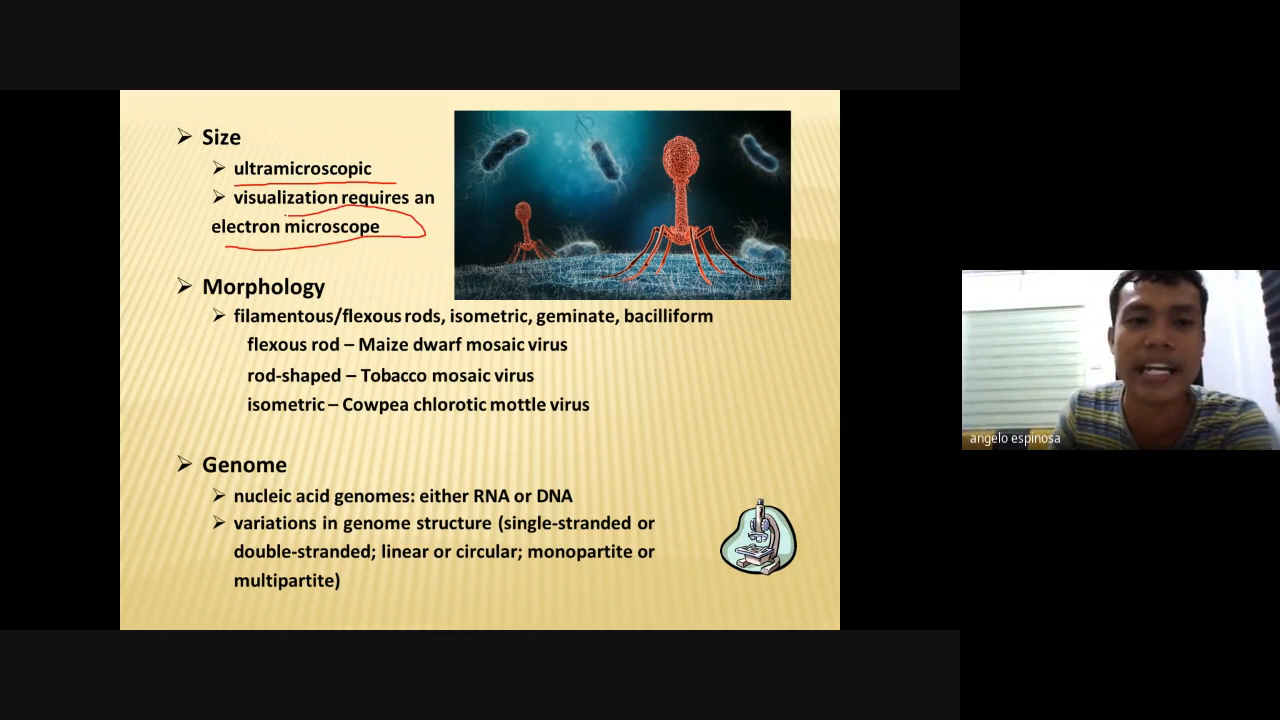 Size
ultramicroscopic
visualization requires an
electron microscope
Morphology
filamentous/flexous rods, isometric, geminate, bacilliform
flexous rod – Maize dwarf mosaic virus
rod-shaped – Tobacco mosaic virus
isometric – Cowpea chlorotic mottle virus
Genome
nucleic acid genomes: either RNA or DNA
variations in genome structure (single-stranded or
double-stranded; linear or circular; monopartite or
multipartite)
angelo espinosa